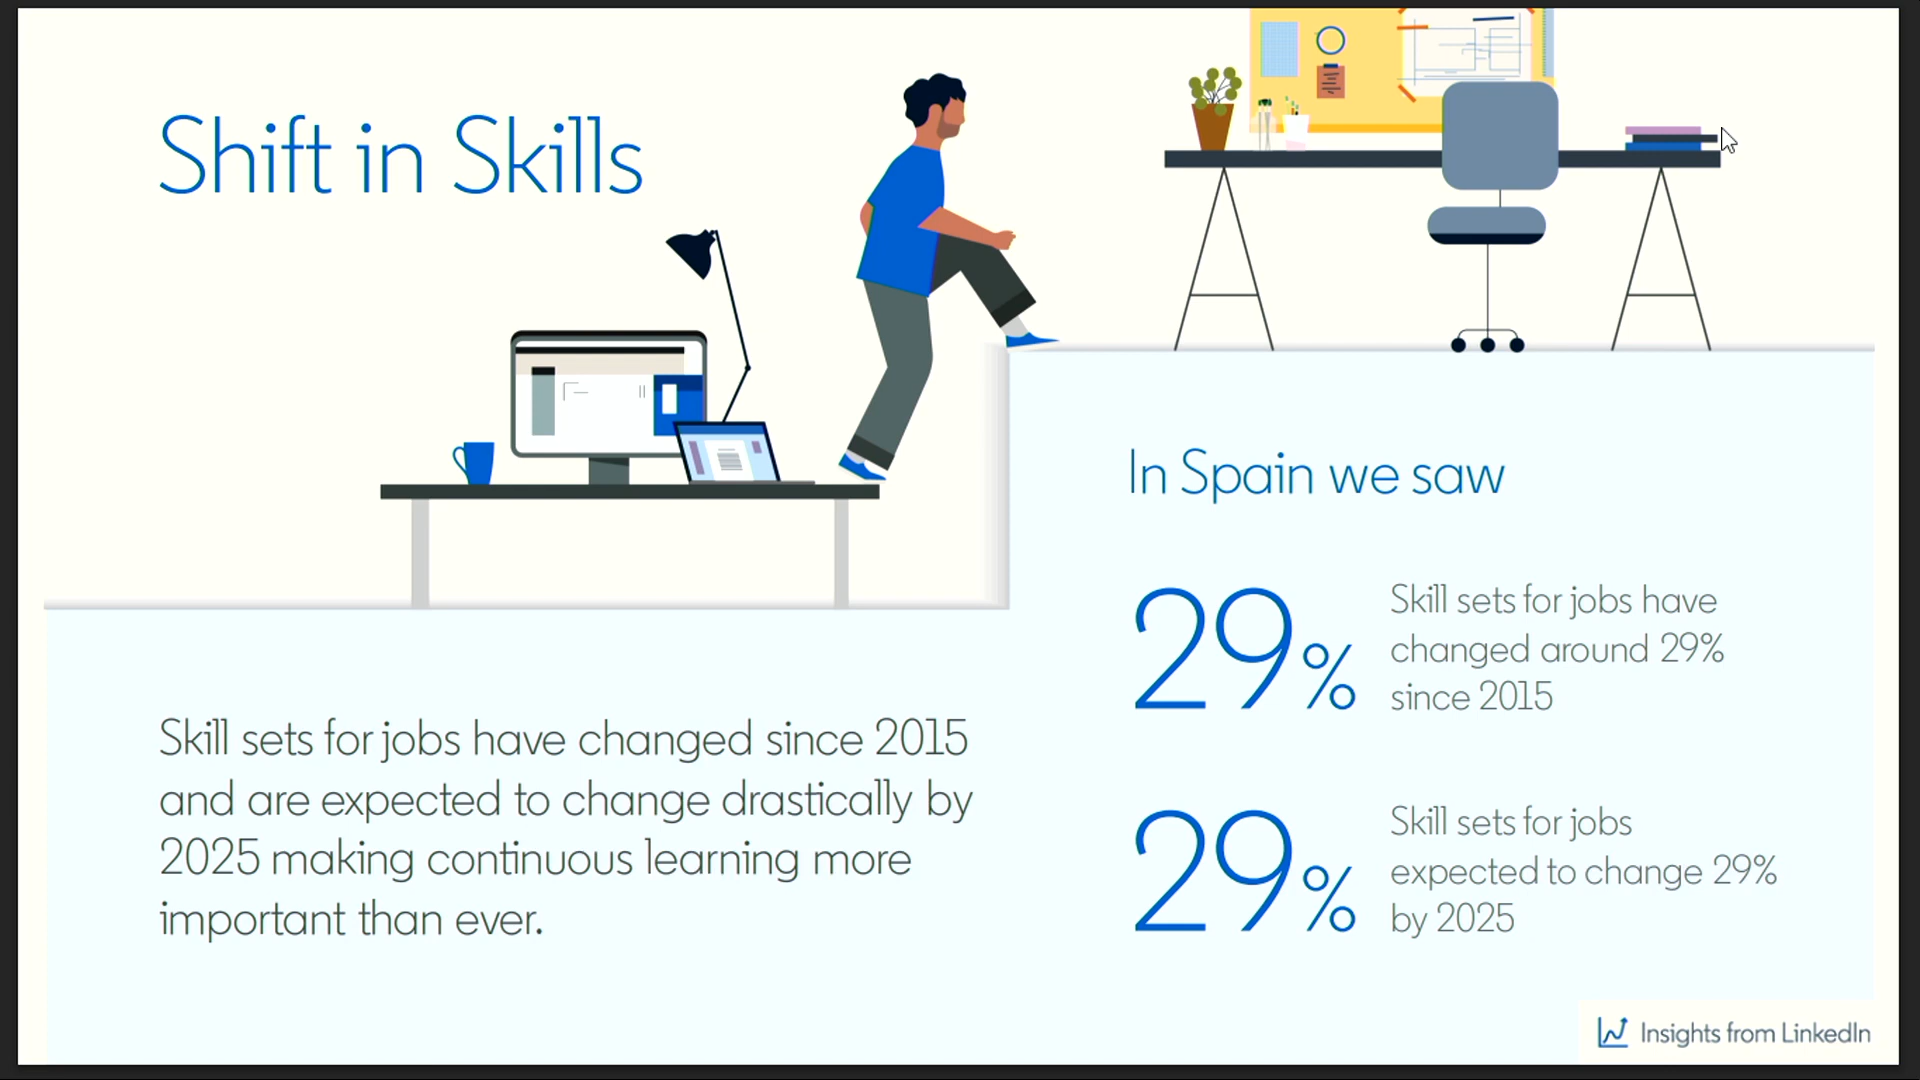 Shift in Skills
Skill sets for jobs have changed since 2015
and are expected to change drastically by
2025 making continuous learning more
important than ever.
In Spain we saw
29%
Skill sets for jobs have
changed around 29%
since 2015
29%
Skill sets for jobs
expected to change 29%
by 2025
Insights from LinkedIn